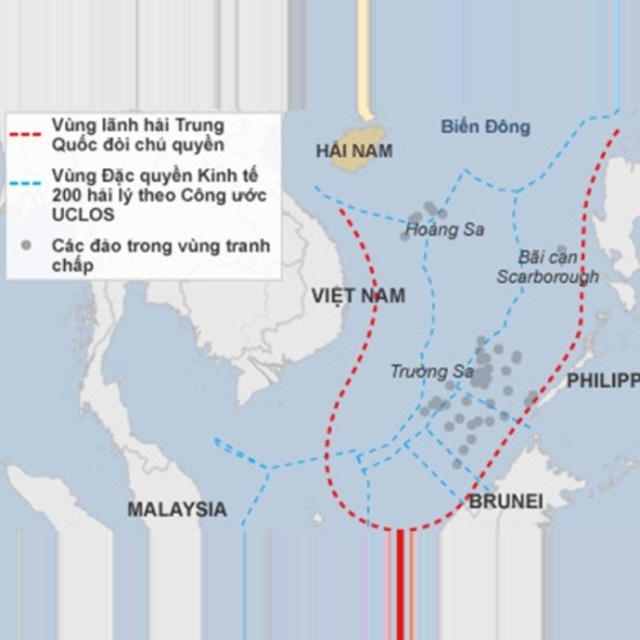 Vùng lãnh hải Trung
Quốc đòi chủ quyền
Vùng Đặc quyền Kinh tế
200 hải lý theo Công ước
UCLOS
Các đảo trong vùng tranh
chấp
Biển Đông
HẢI NAM
Hoàng Sa
Bãi cạn
Scarborough
VIỆT NAM
Trường Sa
PHILIPP
MALAYSIA
BRUNEI